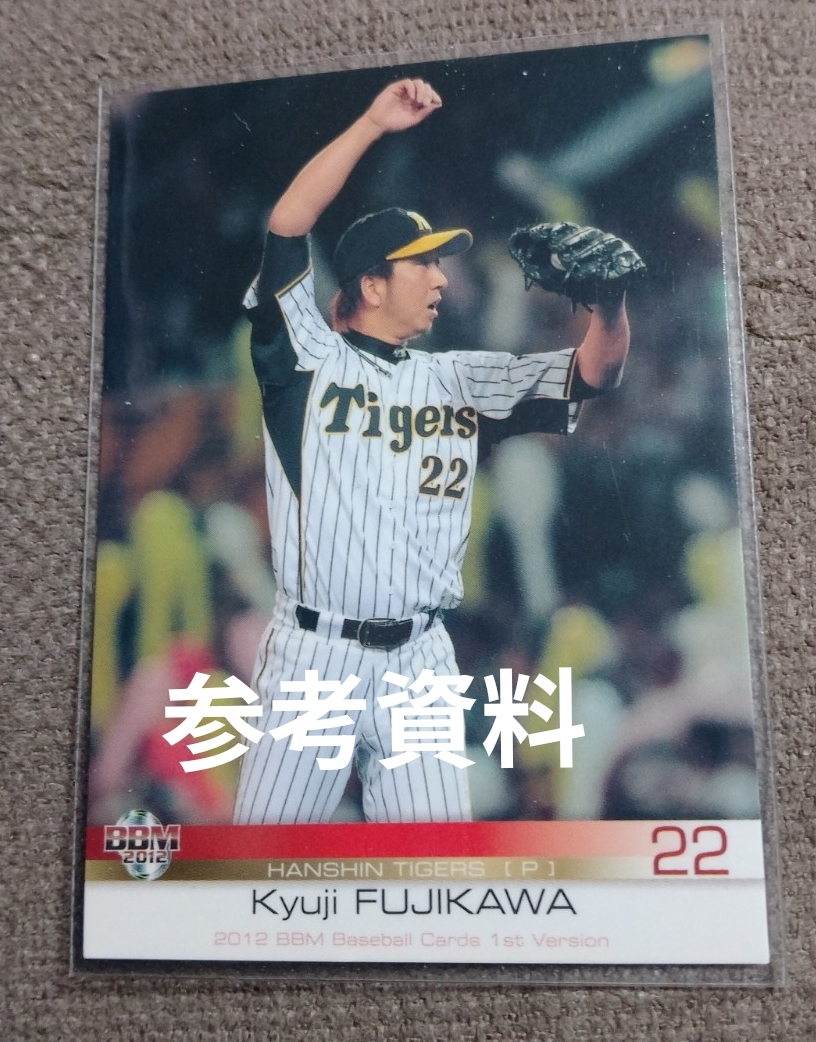 Tigers
22
参考資料
BBM
2012
22
HANSHIN TIGERS [ P ]
Kyuji FUJIKAWA
2012 BBM Baseball Cards 1st Version